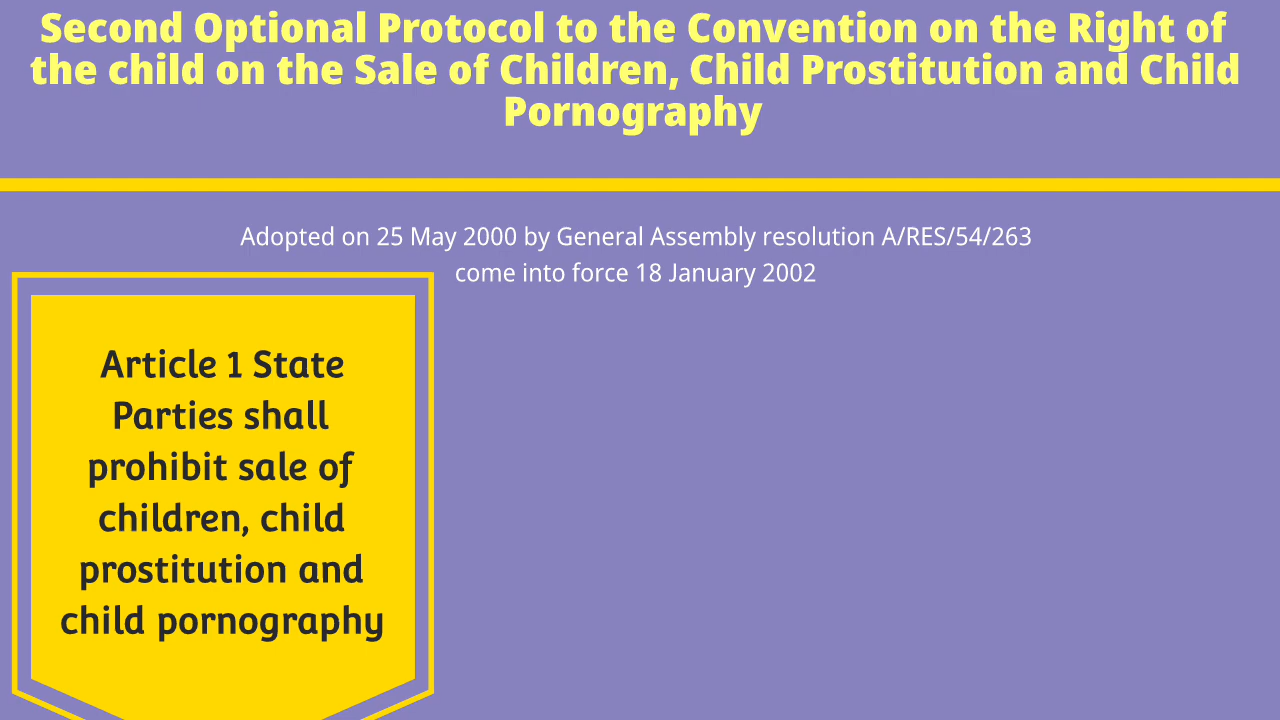 Second Optional Protocol to the Convention on the Right of
the child on the Sale of Children, Child Prostitution and Child
Pornography
Adopted on 25 May 2000 by General Assembly resolution A/RES/54/263
come into force 18 January 2002
Article 1 State
Parties shall
prohibit sale of
children, child
prostitution and
child pornography